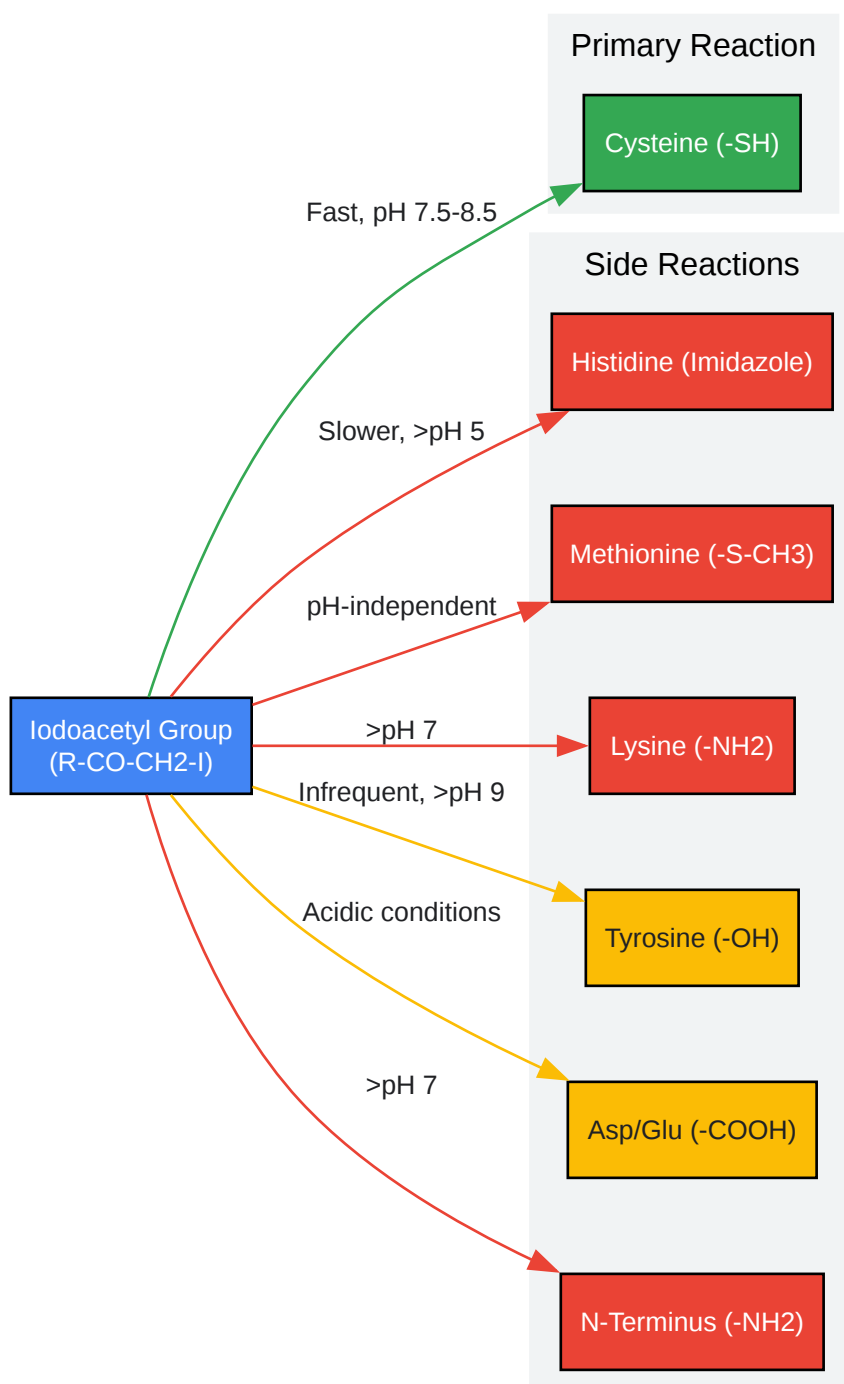 Primary Reaction
Cysteine (-SH)
Fast, pH 7.5-8.5
Side Reactions
Histidine (Imidazole)
Slower, >pH 5
Methionine (-S-CH3)
pH-independent
Iodoacetyl Group
(R-CO-CH2-I)
>pH 7
Lysine (-NH2)
Infrequent, >pH 9
Tyrosine (-OH)
Acidic conditions
Asp/Glu (-COOH)
>pH 7
N-Terminus (-NH2)